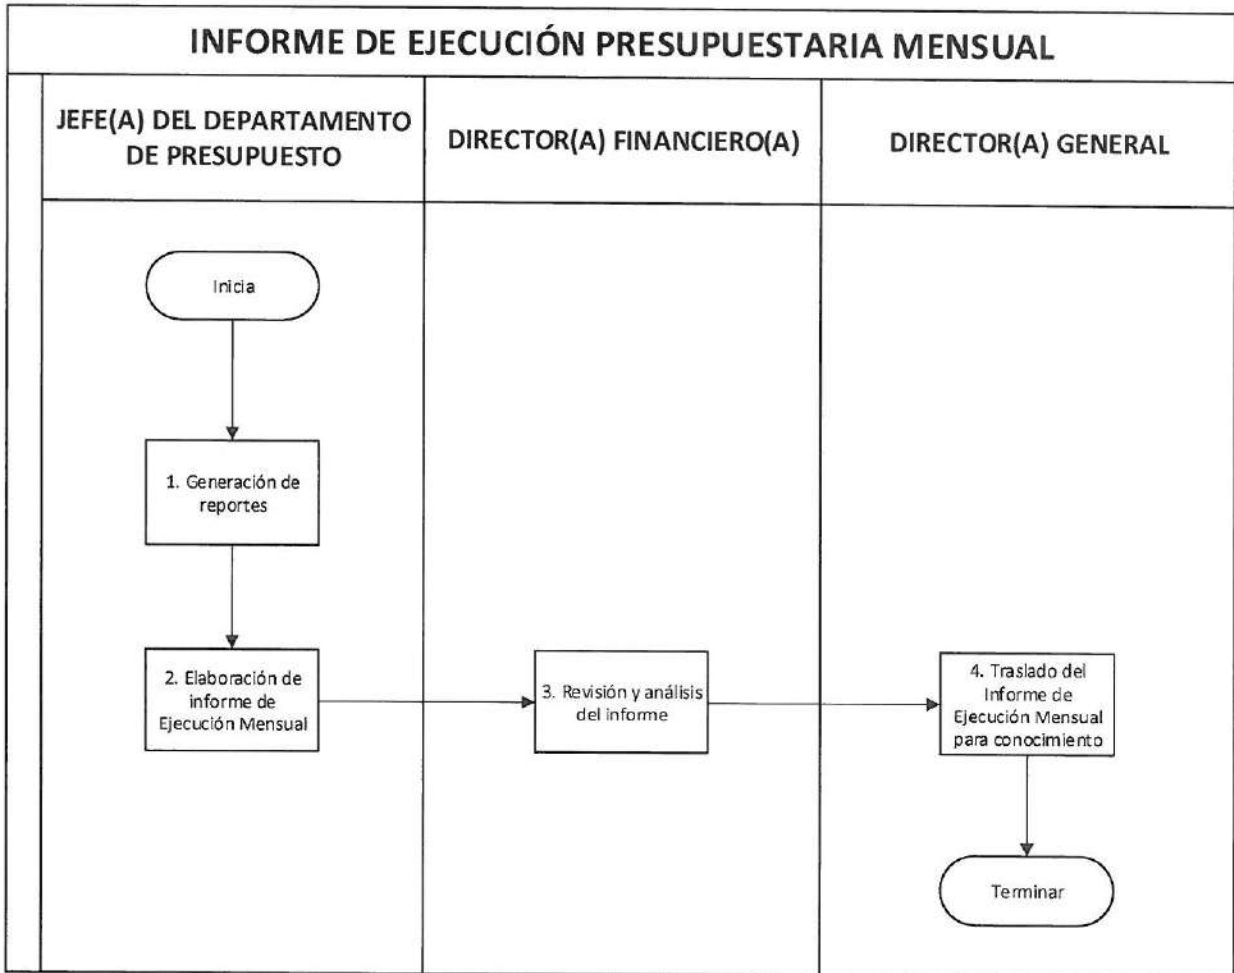 INFORME DE EJECUCIÓN PRESUPUESTARIA MENSUAL
JEFE(A) DEL DEPARTAMENTO
DE PRESUPUESTO
DIRECTOR(A) FINANCIERO(A)
DIRECTOR(A) GENERAL
Inicia
1. Generación de
reportes
2. Elaboración de
informe de
Ejecución Mensual
3. Revisión y análisis
del informe
4. Traslado del
Informe de
Ejecución Mensual
para conocimiento
Terminar